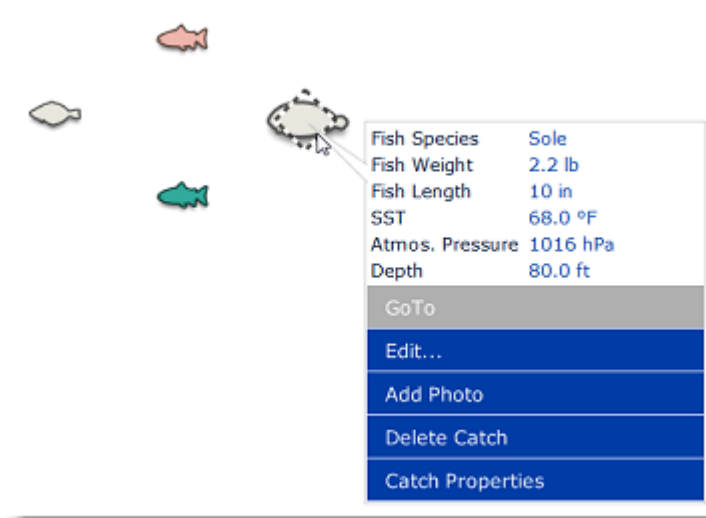 Fish Species Sole
Fish Weight 2.2 lb
Fish Length 10 in
SST 68.0 °F
Atmos. Pressure 1016 hPa
Depth 80.0 ft
GoTo
Edit...
Add Photo
Delete Catch
Catch Properties